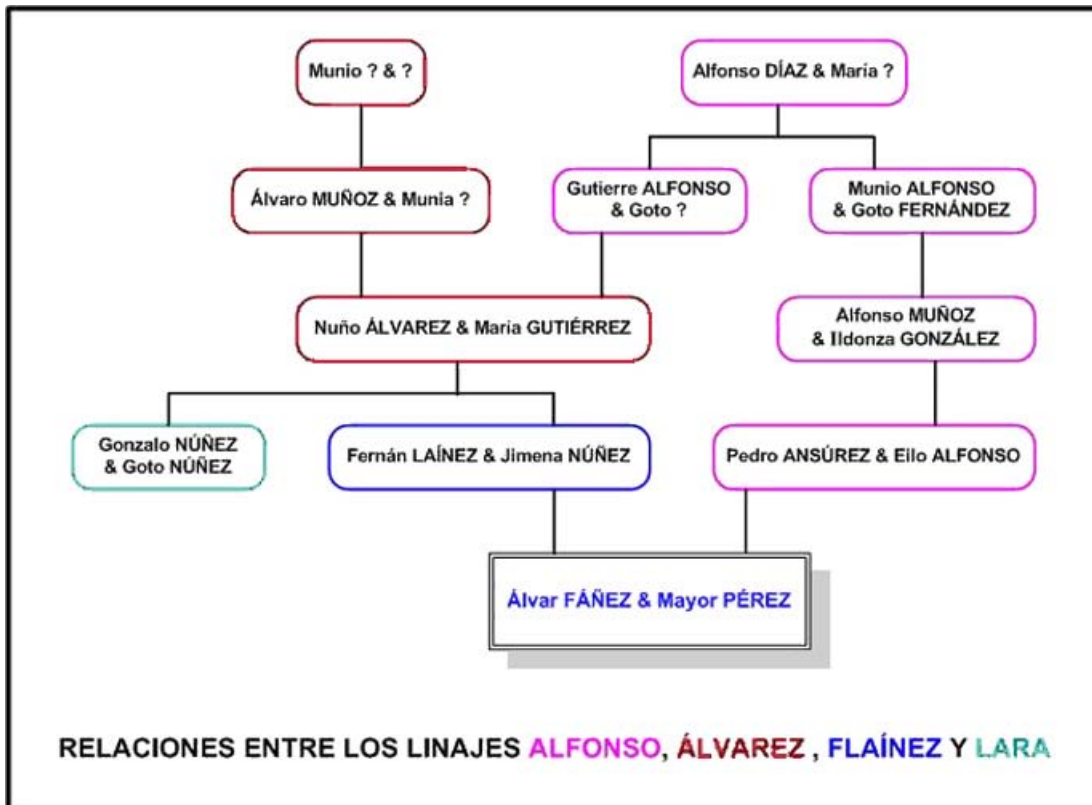 Munio ? & ?
Alfonso DÍAZ & María ?
Álvaro MUÑOZ & Munia ?
Gutierre ALFONSO
& Goto ?
Munio ALFONSO
& Goto FERNÁNDEZ
Nuño ÁLVAREZ & María GUTIÉRREZ
Alfonso MUÑOZ
& Ildonza GONZÁLEZ
Gonzalo NÚÑEZ
& Goto NÚÑEZ
Fernán LAÍNEZ & Jimena NÚÑEZ
Pedro ANSÚREZ & Eilo ALFONSO
Álvar FÁÑEZ & Mayor PÉREZ
RELACIONES ENTRE LOS LINAJES ALFONSO, ÁLVAREZ , FLAÍNEZ Y LARA